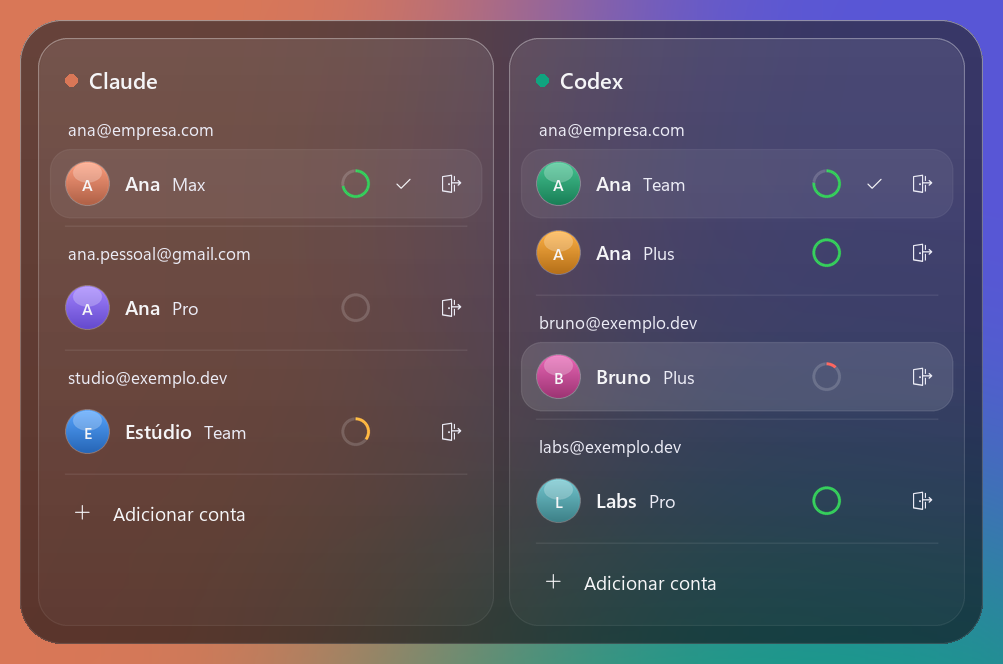 Claude
ana@empresa.com
A Ana Max
ana.pessoal@gmail.com
A Ana Pro
studio@exemplo.dev
E Estúdio Team
Adicionar conta
Codex
ana@empresa.com
A Ana Team
A Ana Plus
bruno@exemplo.dev
B Bruno Plus
labs@exemplo.dev
L Labs Pro
Adicionar conta